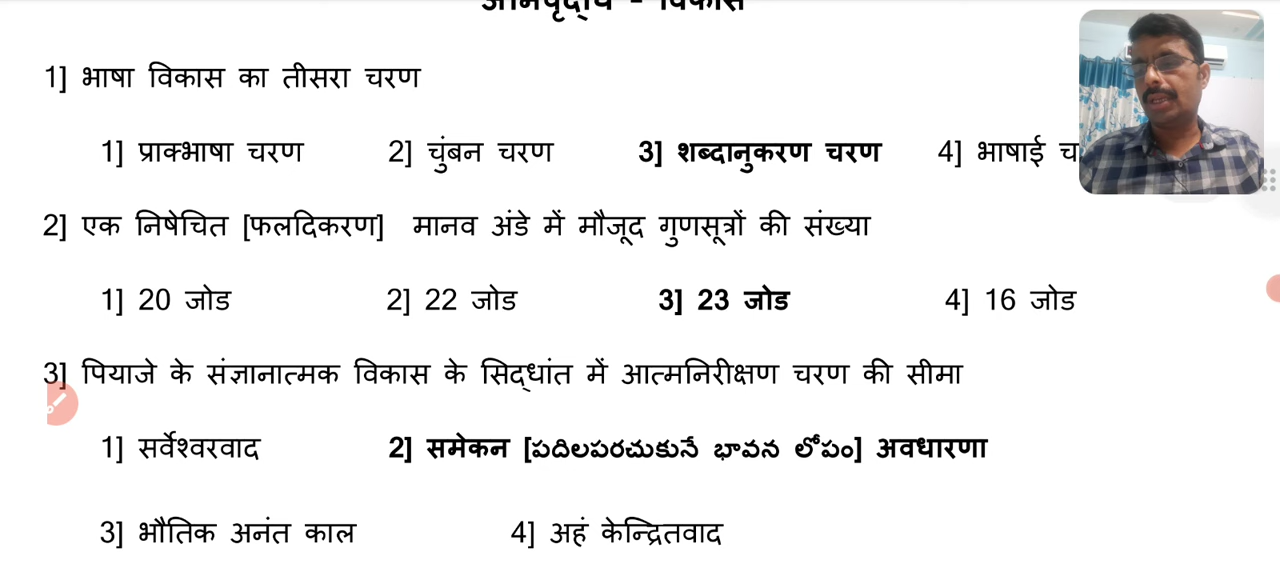 - विकास
1] भाषा विकास का तीसरा चरण
1] प्राक्भाषा चरण 2] चुंबन चरण 3] शब्दानुकरण चरण 4] भाषाई
2] एक निषेचित [फलदिकरण] मानव अंडे में मौजूद गुणसूत्रों की संख्या
1] 20 जोड 2] 22 जोड 3] 23 जोड 4] 16 जोड
3] पियाजे के संज्ञानात्मक विकास के सिद्धांत में आत्मनिरीक्षण चरण की सीमा
1] सर्वेश्वरवाद 2] समेकन [పదిలపరచుకునే భావన లోపం] अवधारणा
3] भौतिक अनंत काल 4] अहं केन्द्रितवाद